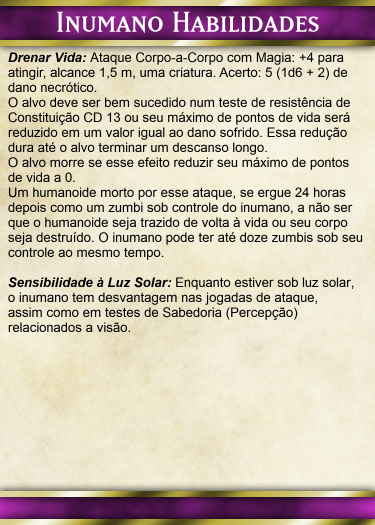 Inumano Habilidades
Drenar Vida: Ataque Corpo-a-Corpo com Magia: +4 para
atingir, alcance 1,5 m, uma criatura. Acerto: 5 (1d6 + 2) de
dano necrótico.
O alvo deve ser bem sucedido num teste de resistência de
Constituição CD 13 ou seu máximo de pontos de vida será
reduzido em um valor igual ao dano sofrido. Essa redução
dura até o alvo terminar um descanso longo.
O alvo morre se esse efeito reduzir seu máximo de pontos
de vida a 0.
Um humanoide morto por esse ataque, se ergue 24 horas
depois como um zumbi sob controle do inumano, a não ser
que o humanoide seja trazido de volta à vida ou seu corpo
seja destruído. O inumano pode ter até doze zumbis sob seu
controle ao mesmo tempo.
Sensibilidade à Luz Solar: Enquanto estiver sob luz solar,
o inumano tem desvantagem nas jogadas de ataque,
assim como em testes de Sabedoria (Percepção)
relacionados a visão.